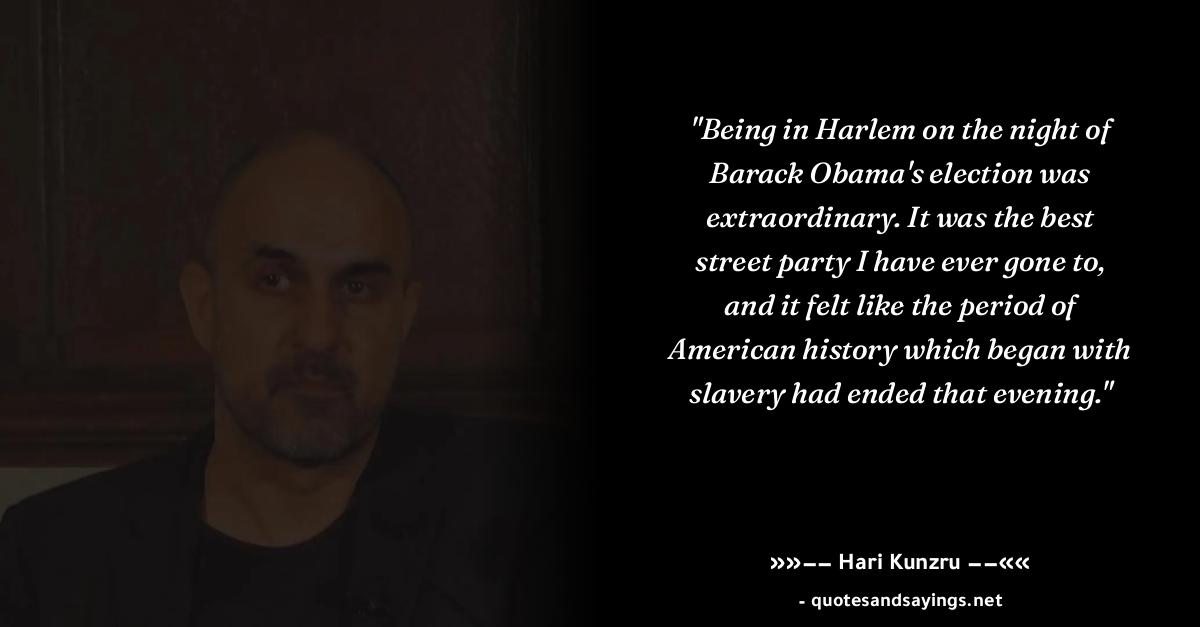 "Being in Harlem on the night of
Barack Obama's election was
extraordinary. It was the best
street party I have ever gone to,
and it felt like the period of
American history which began with
slavery had ended that evening."
»»–– Hari Kunzru ––««
- quotesandsayings.net